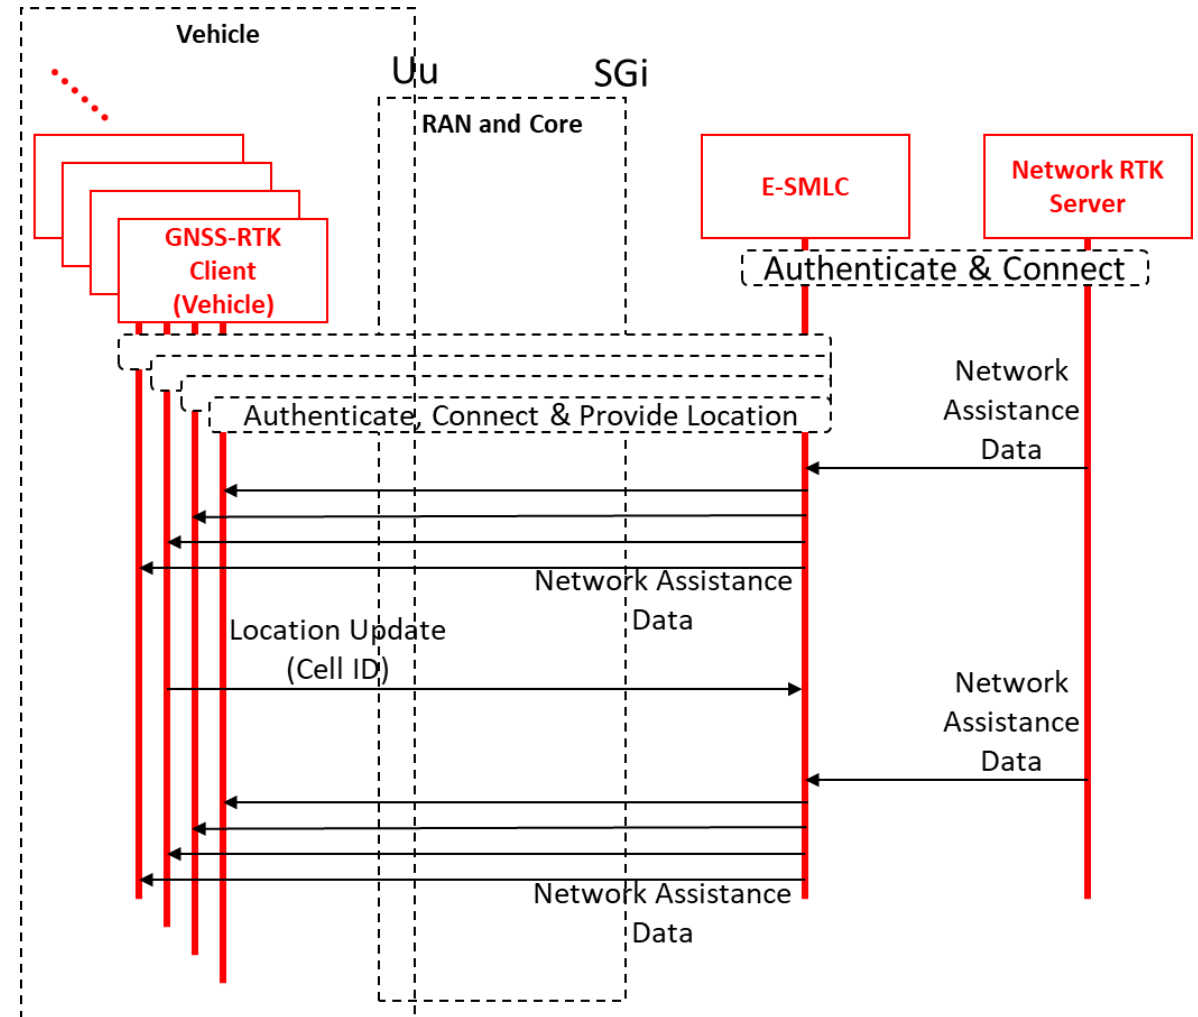 Vehicle
Uu
SGi
RAN and Core
GNSS-RTK
Client
(Vehicle)
E-SMLC
Network RTK
Server
Authenticate & Connect
Authenticate, Connect & Provide Location
Network
Assistance
Data
Network Assistance
Data
Location Update
(Cell ID)
Network
Assistance
Data
Network Assistance
Data